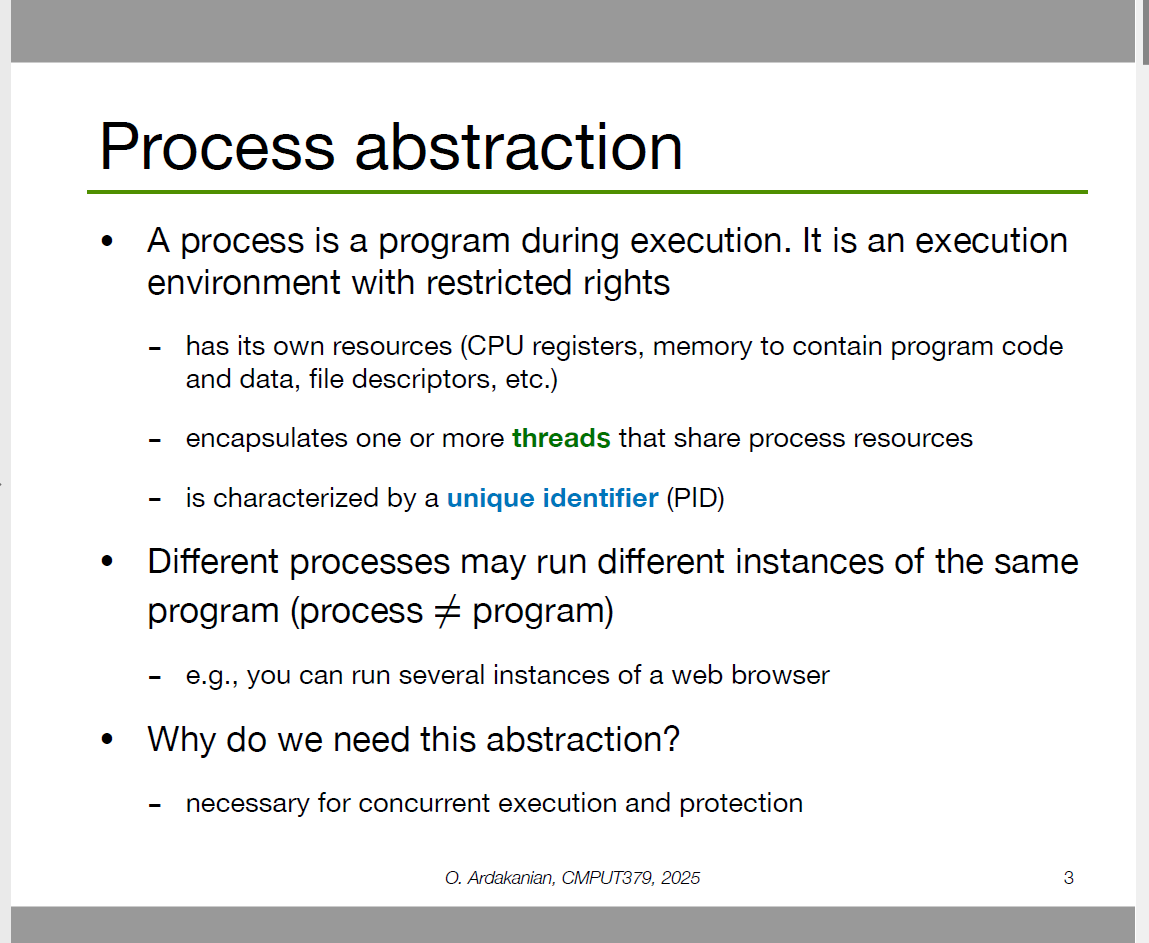 Process abstraction
• A process is a program during execution. It is an execution
environment with restricted rights
– has its own resources (CPU registers, memory to contain program code
and data, file descriptors, etc.)
– encapsulates one or more threads that share process resources
– is characterized by a unique identifier (PID)
• Different processes may run different instances of the same
program (process ≠ program)
– e.g., you can run several instances of a web browser
• Why do we need this abstraction?
– necessary for concurrent execution and protection
O. Ardakanian, CMPUT379, 2025
3